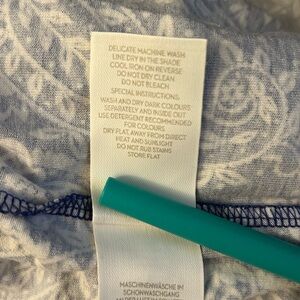 DELICATE MACHINE WASH
LINE DRY IN THE SHADE
COOL IRON ON REVERSE
DO NOT DRY CLEAN
DO NOT BLEACH
SPECIAL INSTRUCTIONS:
WASH AND DRY DARK COLOURS
SEPARATELY AND INSIDE OUT
USE DETERGENT RECOMMENDED
FOR COLOURS
DRY FLAT, AWAY FROM DIRECT
HEAT AND SUNLIGHT
DO NOT RUB STAINS
STORE FLAT
MASCHINENWÄSCHE IN
SCHONWASCHGANG